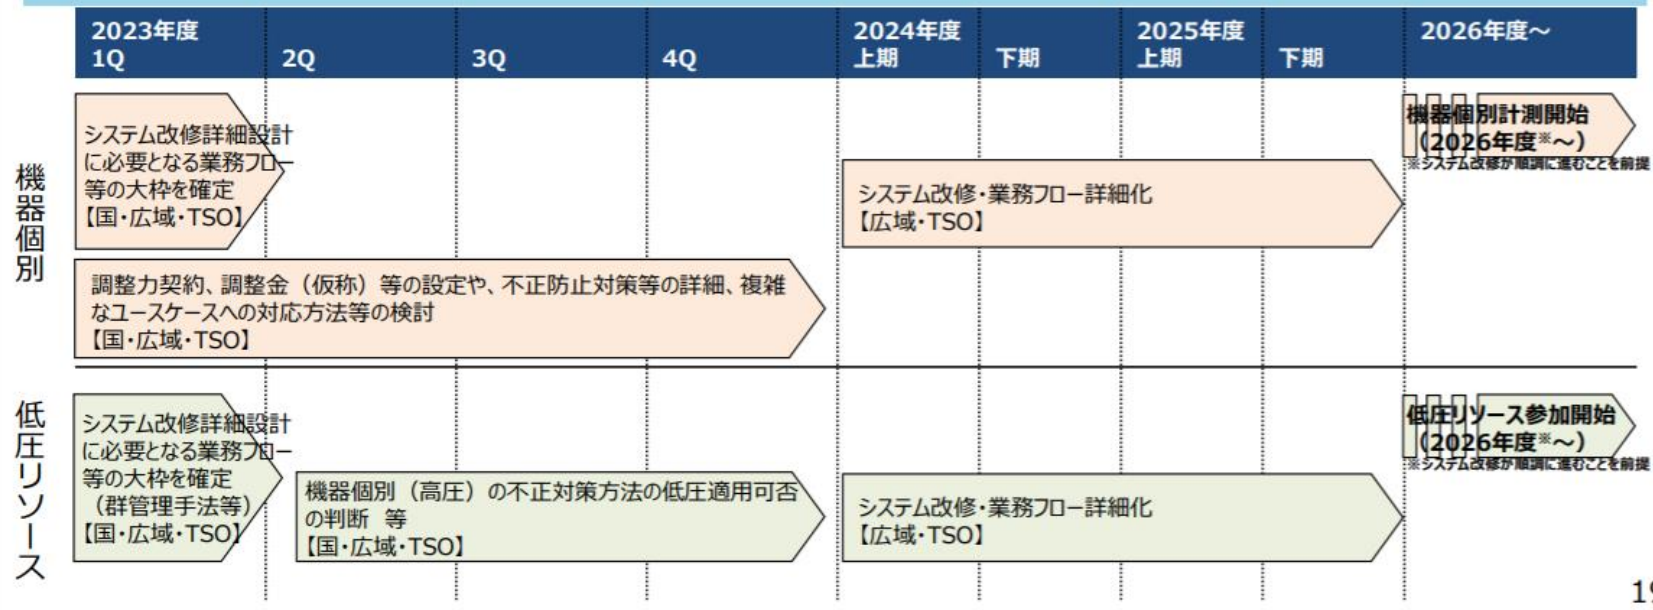 2023年度
1Q
2Q
3Q
4Q
2024年度
上期
下期
2025年度
上期
下期
2026年度～
機器個別
システム改修詳細設計
に必要となる業務フロー
等の大枠を確定
【国・広域・TSO】
調整力契約、調整金（仮称）等の設定や、不正防止対策等の詳細、複雑
なユースケースへの対応方法等の検討
【国・広域・TSO】
システム改修・業務フロー詳細化
【広域・TSO】
機器個別計測開始
（2026年度※～）
※システム改修が順調に進むことを前提
低圧リソース
システム改修詳細設計
に必要となる業務フロー
等の大枠を確定
（群管理手法等）
【国・広域・TSO】
機器個別（高圧）の不正対策方法の低圧適用可否
の判断 等
【国・広域・TSO】
システム改修・業務フロー詳細化
【広域・TSO】
低圧リソース参加開始
（2026年度※～）
※システム改修が順調に進むことを前提
19